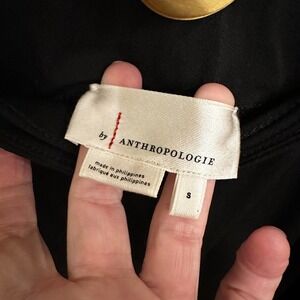 by ANTHROPOLOGIE
made in philippines
fabriqué aux philippines
S